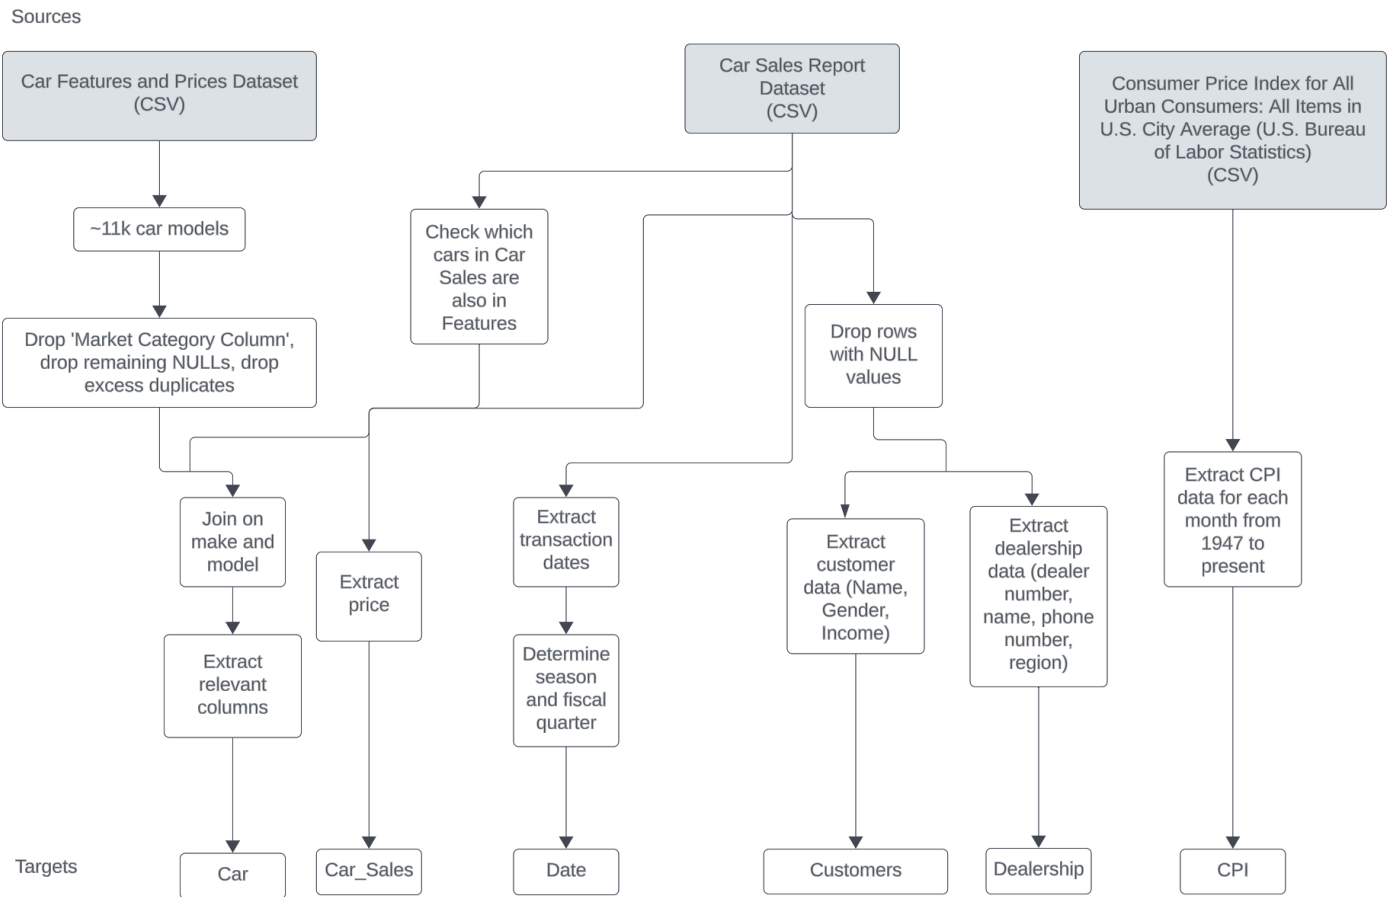 Sources
Car Features and Prices Dataset
(CSV)
Car Sales Report
Dataset
(CSV)
Consumer Price Index for All
Urban Consumers: All Items in
U.S. City Average (U.S. Bureau
of Labor Statistics)
(CSV)
~11k car models
Check which
cars in Car
Sales are
also in
Features
Drop 'Market Category Column',
drop remaining NULLs, drop
excess duplicates
Drop rows
with NULL
values
Join on
make and
model
Extract
price
Extract
transaction
dates
Extract
customer
data (Name,
Gender,
Income)
Extract
dealership
data (dealer
number,
name, phone
number,
region)
Extract CPI
data for each
month from
1947 to
present
Extract
relevant
columns
Determine
season
and fiscal
quarter
Targets
Car
Car_Sales
Date
Customers
Dealership
CPI